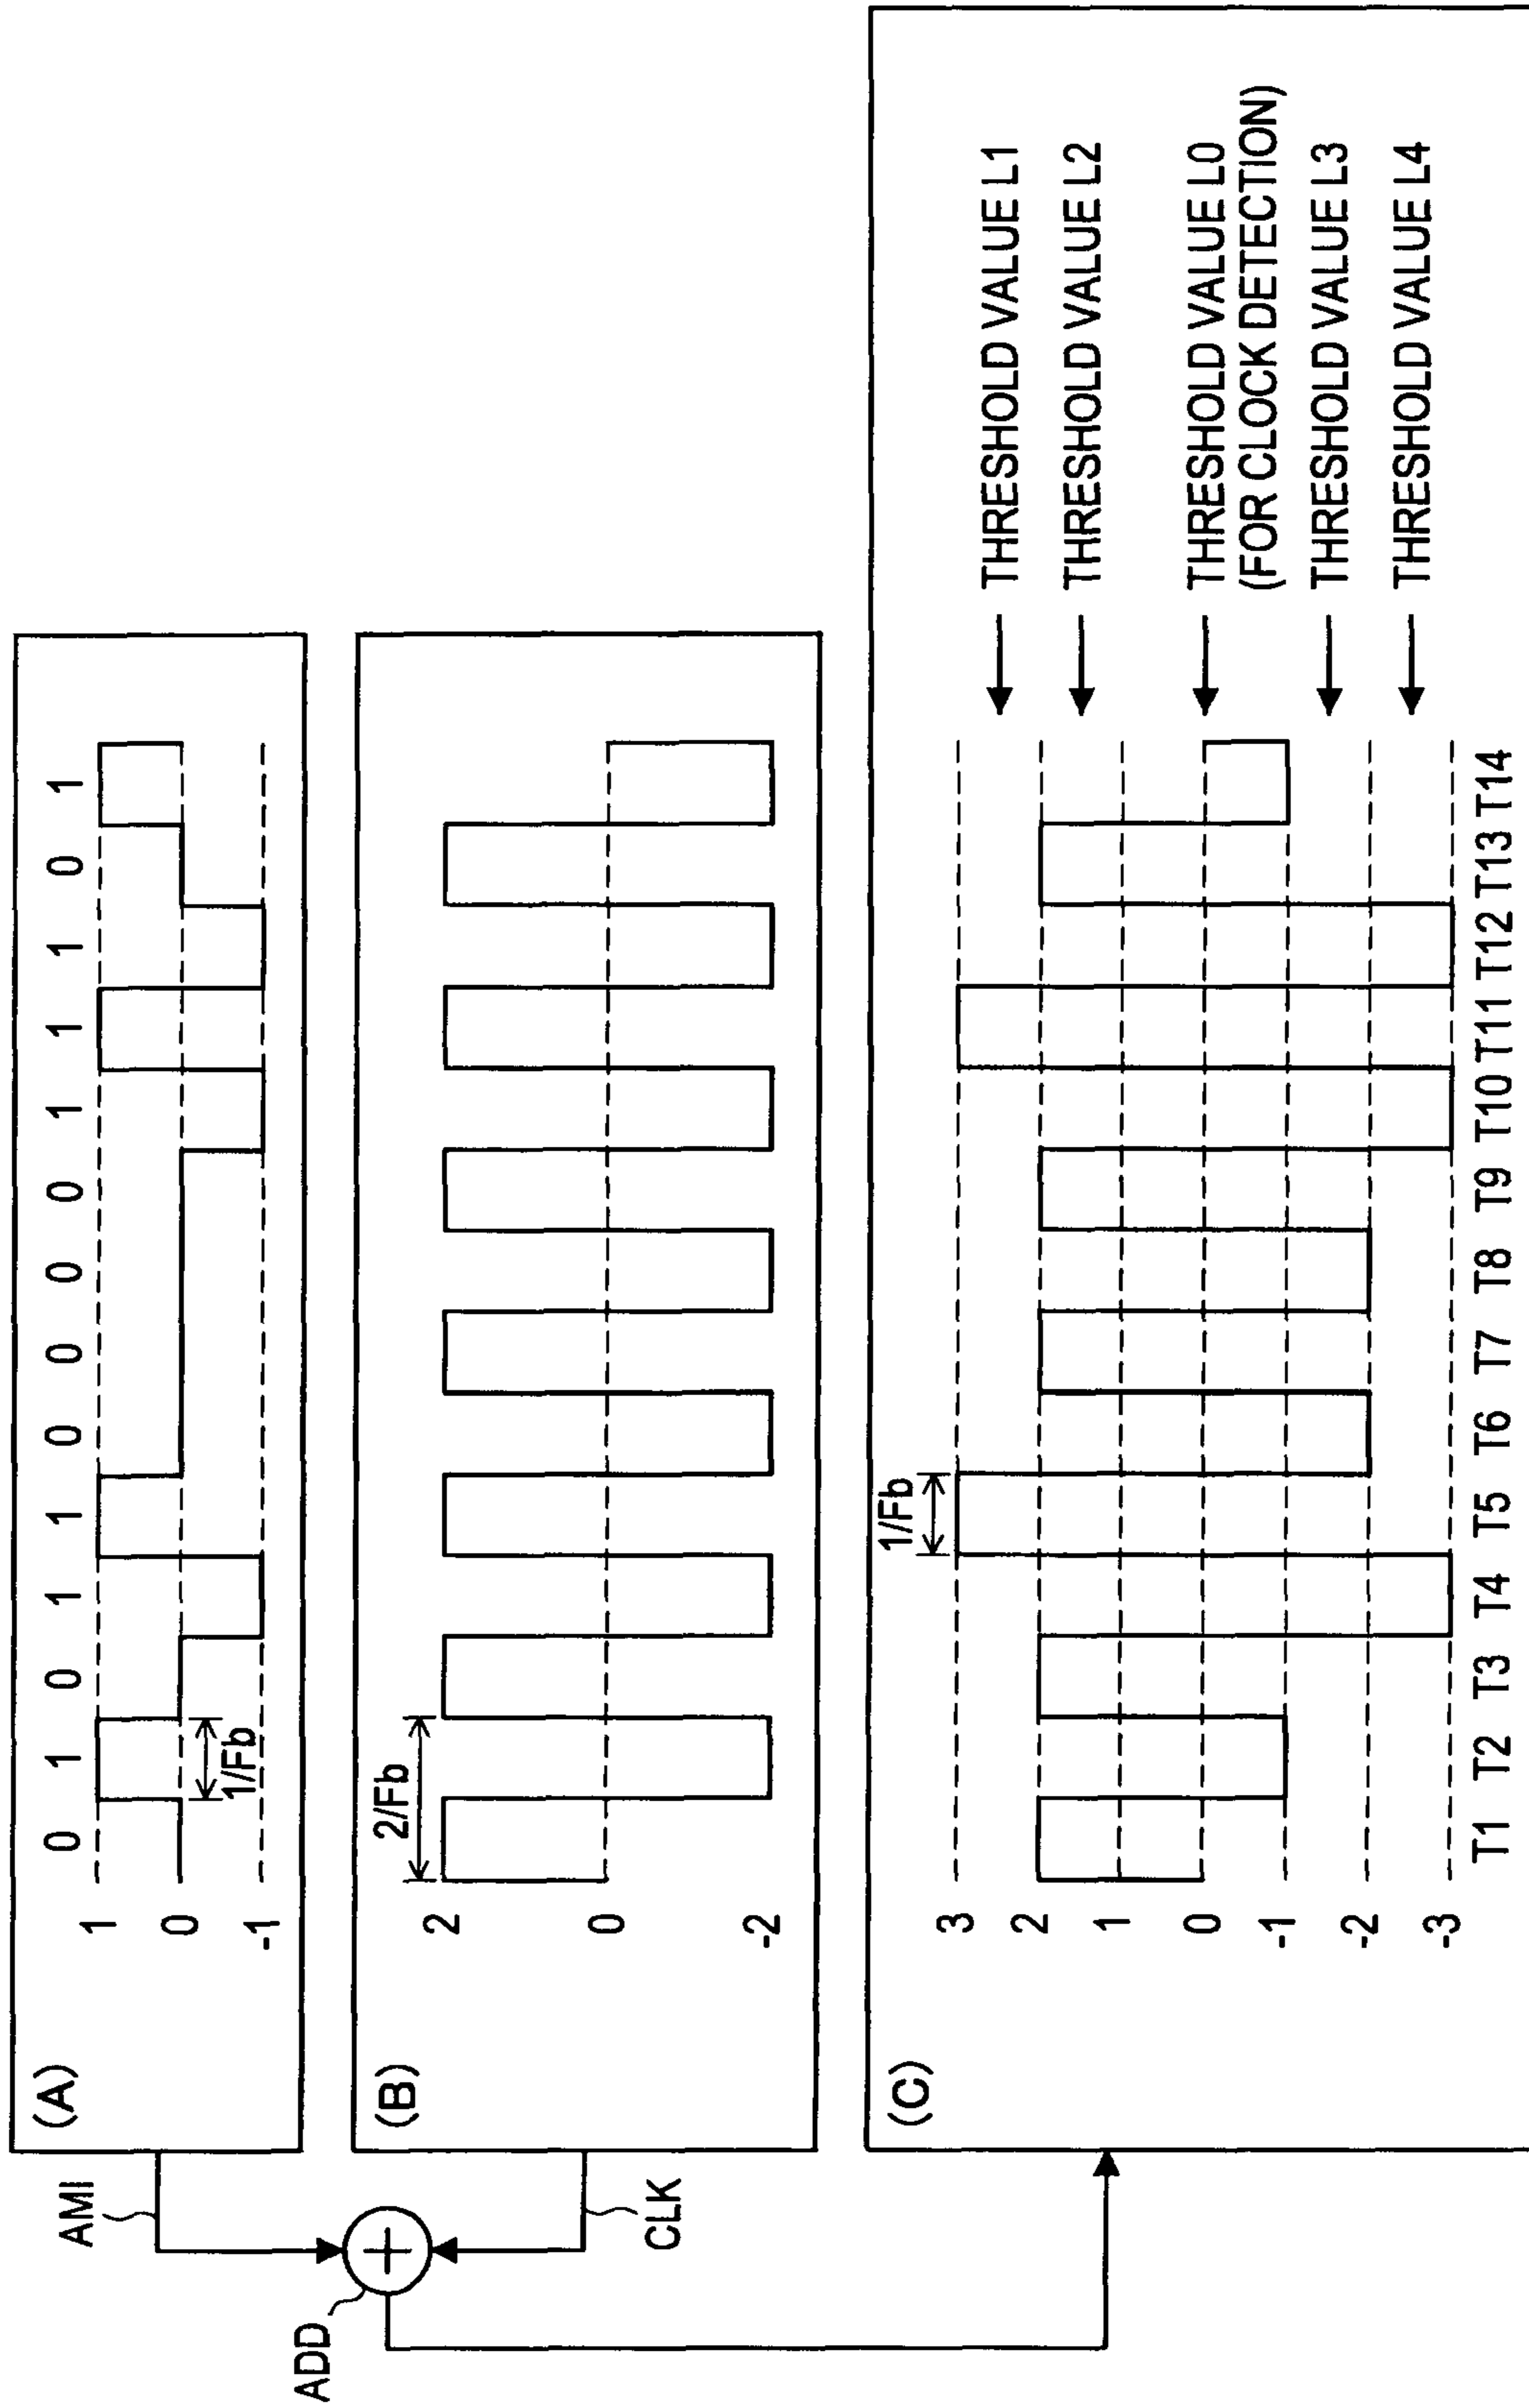 (A)
0 1 0 1 1 0 0 0 0 1 1 1 0 1
1
0
-1
1/Fb
AMI
(B)
2/Fb
2
0
-2
CLK
ADD
(C)
1/Fb
3
2
1
0
-1
-2
-3
T1 T2 T3 T4 T5 T6 T7 T8 T9 T10 T11 T12 T13 T14
THRESHOLD VALUE L1
THRESHOLD VALUE L2
THRESHOLD VALUE L0
(FOR CLOCK DETECTION)
THRESHOLD VALUE L3
THRESHOLD VALUE L4